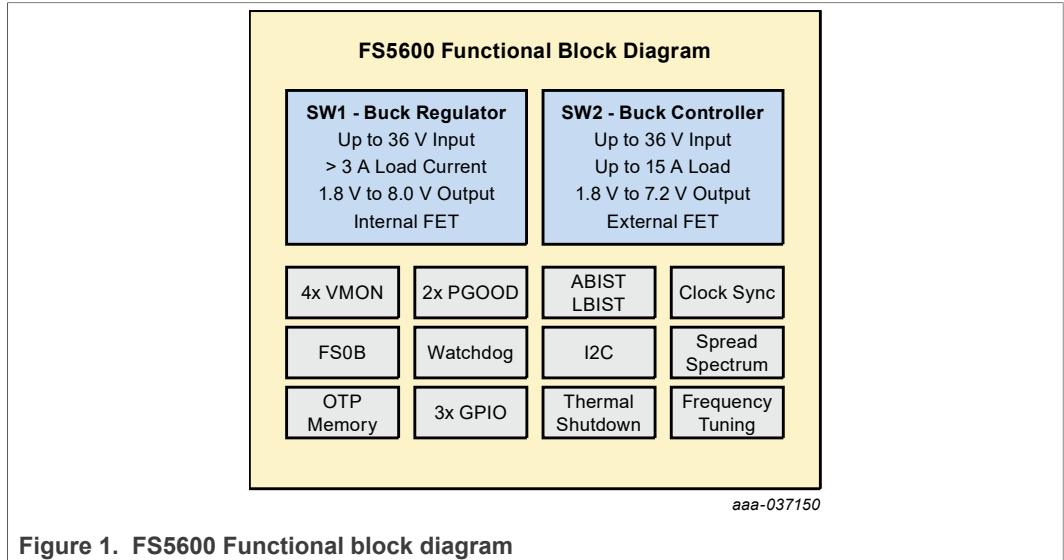 FS5600 Functional Block Diagram
SW1 - Buck Regulator
Up to 36 V Input
> 3 A Load Current
1.8 V to 8.0 V Output
Internal FET
SW2 - Buck Controller
Up to 36 V Input
Up to 15 A Load
1.8 V to 7.2 V Output
External FET
4x VMON
2x PGOOD
ABIST
LBIST
Clock Sync
FS0B
Watchdog
I2C
Spread
Spectrum
OTP
Memory
3x GPIO
Thermal
Shutdown
Frequency
Tuning
aaa-037150
Figure 1. FS5600 Functional block diagram